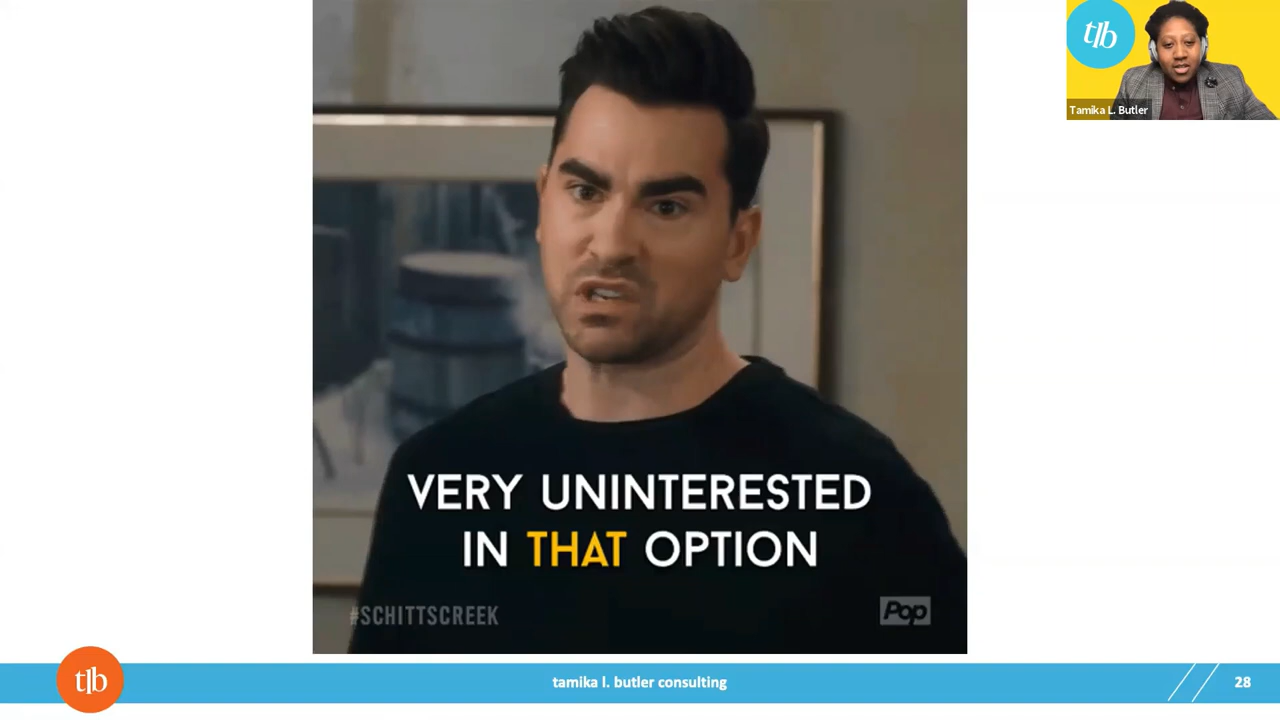 tlb
Tamika L. Butler
VERY UNINTERESTED
IN THAT OPTION
#SCHITTSCREEK
Pop
tlb
tamika l. butler consulting
28